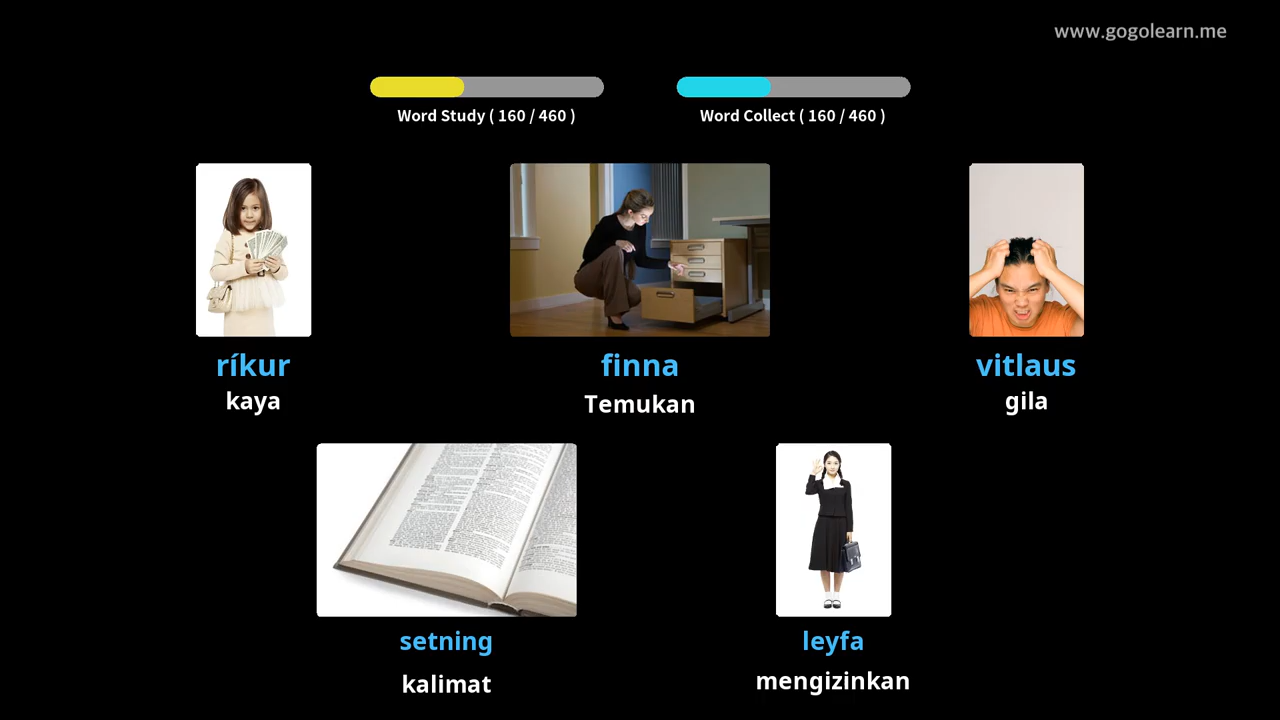 www.gogolearn.me
Word Study ( 160 / 460 )
Word Collect ( 160 / 460 )
ríkur
kaya
finna
Temukan
vitlaus
gila
setning
kalimat
leyfa
mengizinkan